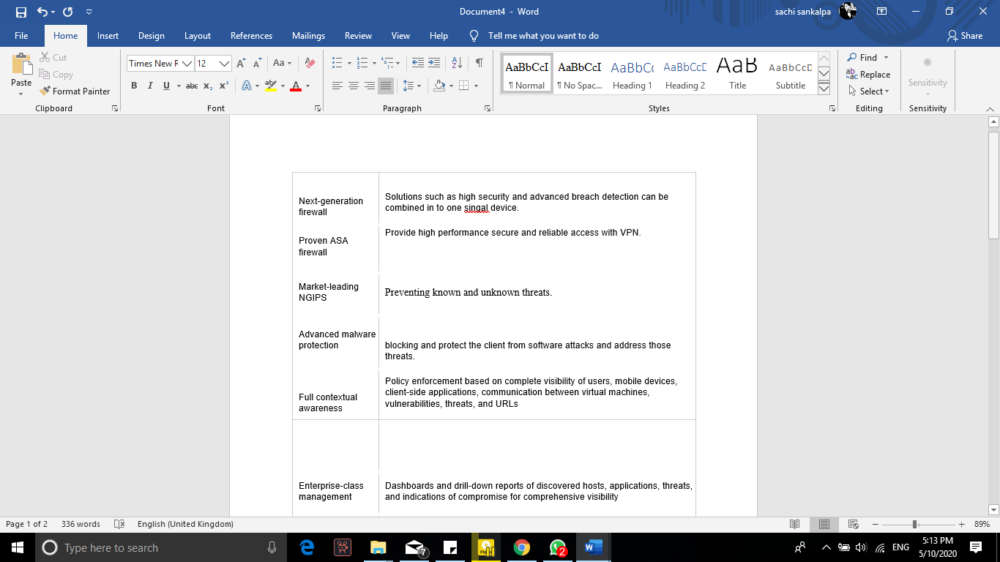 Document4 - Word
sachi sankalpa
File Home Insert Design Layout References Mailings Review View Help Tell me what you want to do Share
Paste
Cut
Copy
Format Painter
Clipboard
Times New F 12
Aa
B I U abc x₂ x² A ab A
Font
Paragraph
AaBbCcI AaBbCcI AaBbCc AaBbCcE AaB AaBbCcD
¶ Normal ¶ No Spac... Heading 1 Heading 2 Title Subtitle
Styles
Find
Replace
Select
Editing
Sensitivity
Sensitivity
Next-generation
firewall
Solutions such as high security and advanced breach detection can be
combined in to one singal device.
Proven ASA
firewall
Provide high performance secure and reliable access with VPN.
Market-leading
NGIPS
Preventing known and unknown threats.
Advanced malware
protection
blocking and protect the client from software attacks and address those
threats.
Full contextual
awareness
Policy enforcement based on complete visibility of users, mobile devices,
client-side applications, communication between virtual machines,
vulnerabilities, threats, and URLs
Enterprise-class
management
Dashboards and drill-down reports of discovered hosts, applications, threats,
and indications of compromise for comprehensive visibility
Page 1 of 2 336 words English (United Kingdom) 89%
Type here to search
7
2
ENG
5:13 PM
5/10/2020